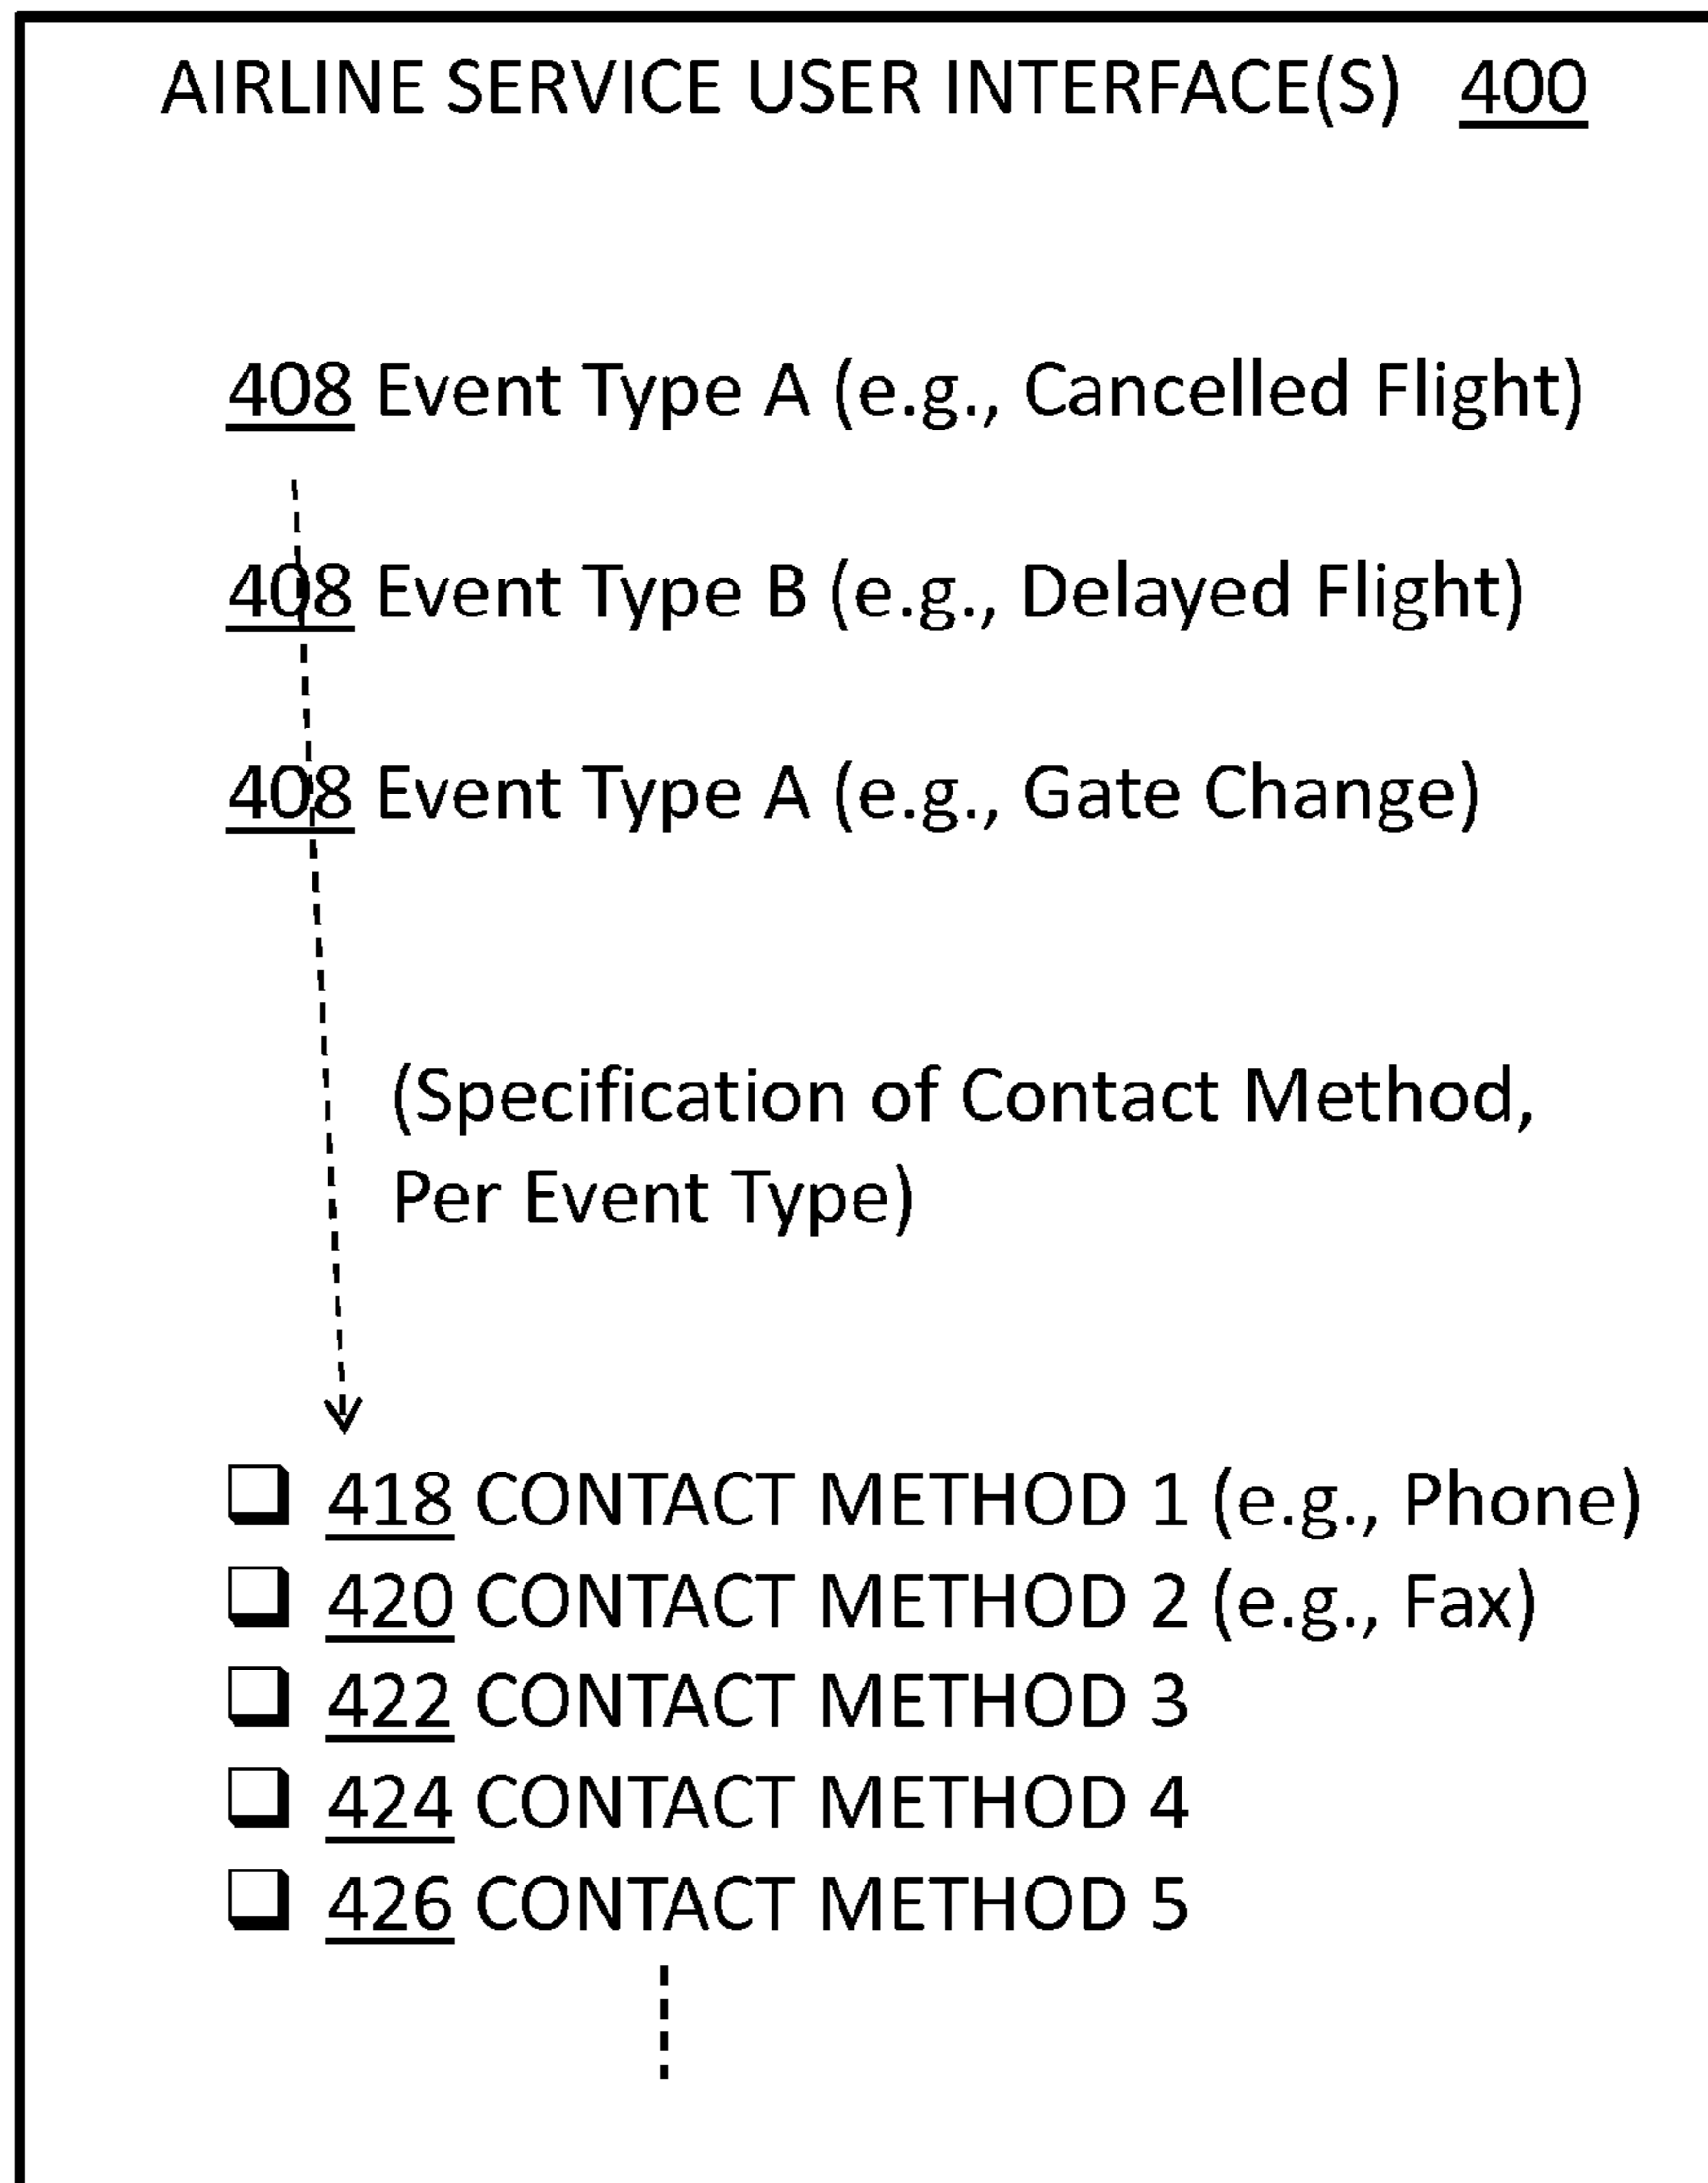 AIRLINE SERVICE USER INTERFACE(S) 400
408 Event Type A (e.g., Cancelled Flight)
408 Event Type B (e.g., Delayed Flight)
408 Event Type A (e.g., Gate Change)
(Specification of Contact Method,
Per Event Type)
418 CONTACT METHOD 1 (e.g., Phone)
420 CONTACT METHOD 2 (e.g., Fax)
422 CONTACT METHOD 3
424 CONTACT METHOD 4
426 CONTACT METHOD 5